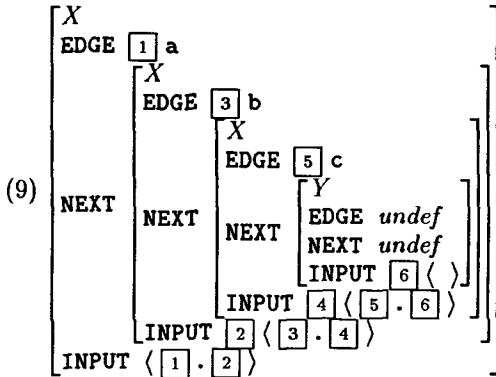 X
EDGE 1 a
X
EDGE 3 b
X
EDGE 5 c
(9) NEXT NEXT NEXT Y
EDGE undef
NEXT undef
INPUT 6 ⟨ ⟩
INPUT 4 ⟨ 5 . 6 ⟩
INPUT 2 ⟨ 3 . 4 ⟩
INPUT ⟨ 1 . 2 ⟩